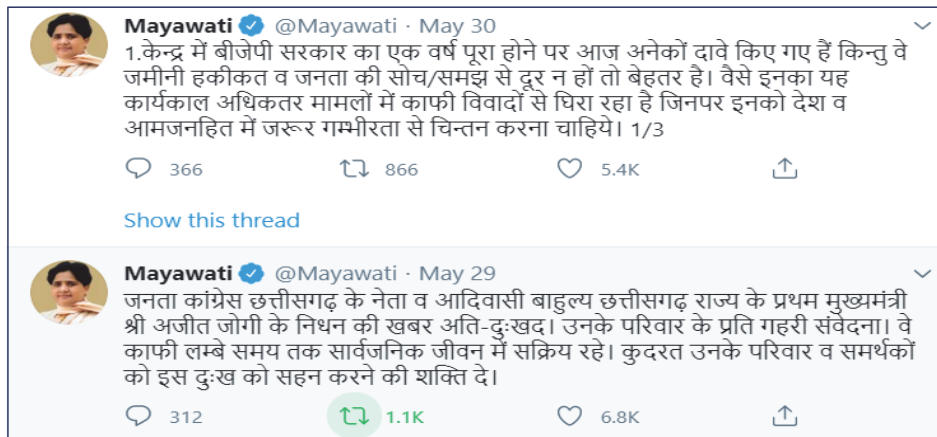 Mayawati @Mayawati · May 30
1.केन्द्र में बीजेपी सरकार का एक वर्ष पूरा होने पर आज अनेकों दावे किए गए हैं किन्तु वे
जमीनी हकीकत व जनता की सोच/समझ से दूर न हों तो बेहतर है। वैसे इनका यह
कार्यकाल अधिकतर मामलों में काफी विवादों से घिरा रहा है जिनपर इनको देश व
आमजनहित में जरूर गम्भीरता से चिन्तन करना चाहिये। 1/3
366 866 5.4K
Show this thread
Mayawati @Mayawati · May 29
जनता कांग्रेस छत्तीसगढ़ के नेता व आदिवासी बाहुल्य छत्तीसगढ़ राज्य के प्रथम मुख्यमंत्री
श्री अजीत जोगी के निधन की खबर अति-दुःखद। उनके परिवार के प्रति गहरी संवेदना। वे
काफी लम्बे समय तक सार्वजनिक जीवन में सक्रिय रहे। कुदरत उनके परिवार व समर्थकों
को इस दुःख को सहन करने की शक्ति दे।
312 1.1K 6.8K